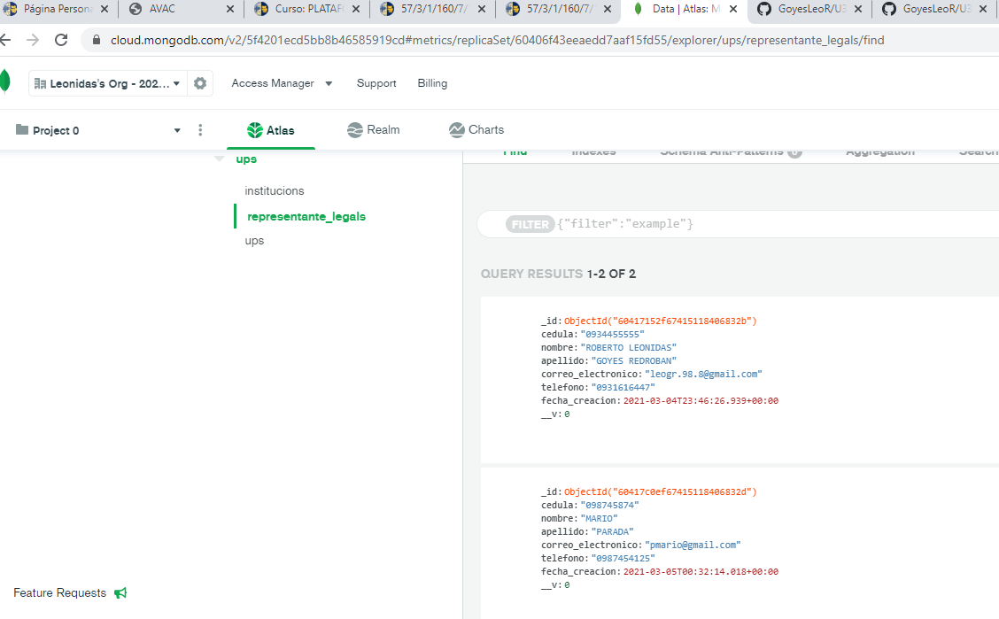 Página Persona
AVAC
Curso: PLATAF
57/3/1/160/7/
57/3/1/160/7/
Data | Atlas: M
GoyesLeoR/U3
GoyesLeoR/U
cloud.mongodb.com/v2/5f4201ecd5bb8b46585919cd#metrics/replicaSet/60406f43eeaedd7aaf15fd55/explorer/ups/representante_legals/find
Leonidas's Org - 202...
Access Manager
Support
Billing
Project 0
Atlas
Realm
Charts
Find
Indexes
Schema Anti-Patterns 0
Aggregation
Search
ups
institucions
representante_legals
ups
FILTER {"filter":"example"}
QUERY RESULTS 1-2 OF 2
_id: ObjectId("60417152f67415118406832b")
cedula: "0934455555"
nombre: "ROBERTO LEONIDAS"
apellido: "GOYES REDROBAN"
correo_electronico: "leogr.98.8@gmail.com"
telefono: "0931616447"
fecha_creacion: 2021-03-04T23:46:26.939+00:00
__v: 0
_id: ObjectId("60417c0ef67415118406832d")
cedula: "098745874"
nombre: "MARIO"
apellido: "PARADA"
correo_electronico: "pmario@gmail.com"
telefono: "0987454125"
fecha_creacion: 2021-03-05T00:32:14.018+00:00
__v: 0
Feature Requests